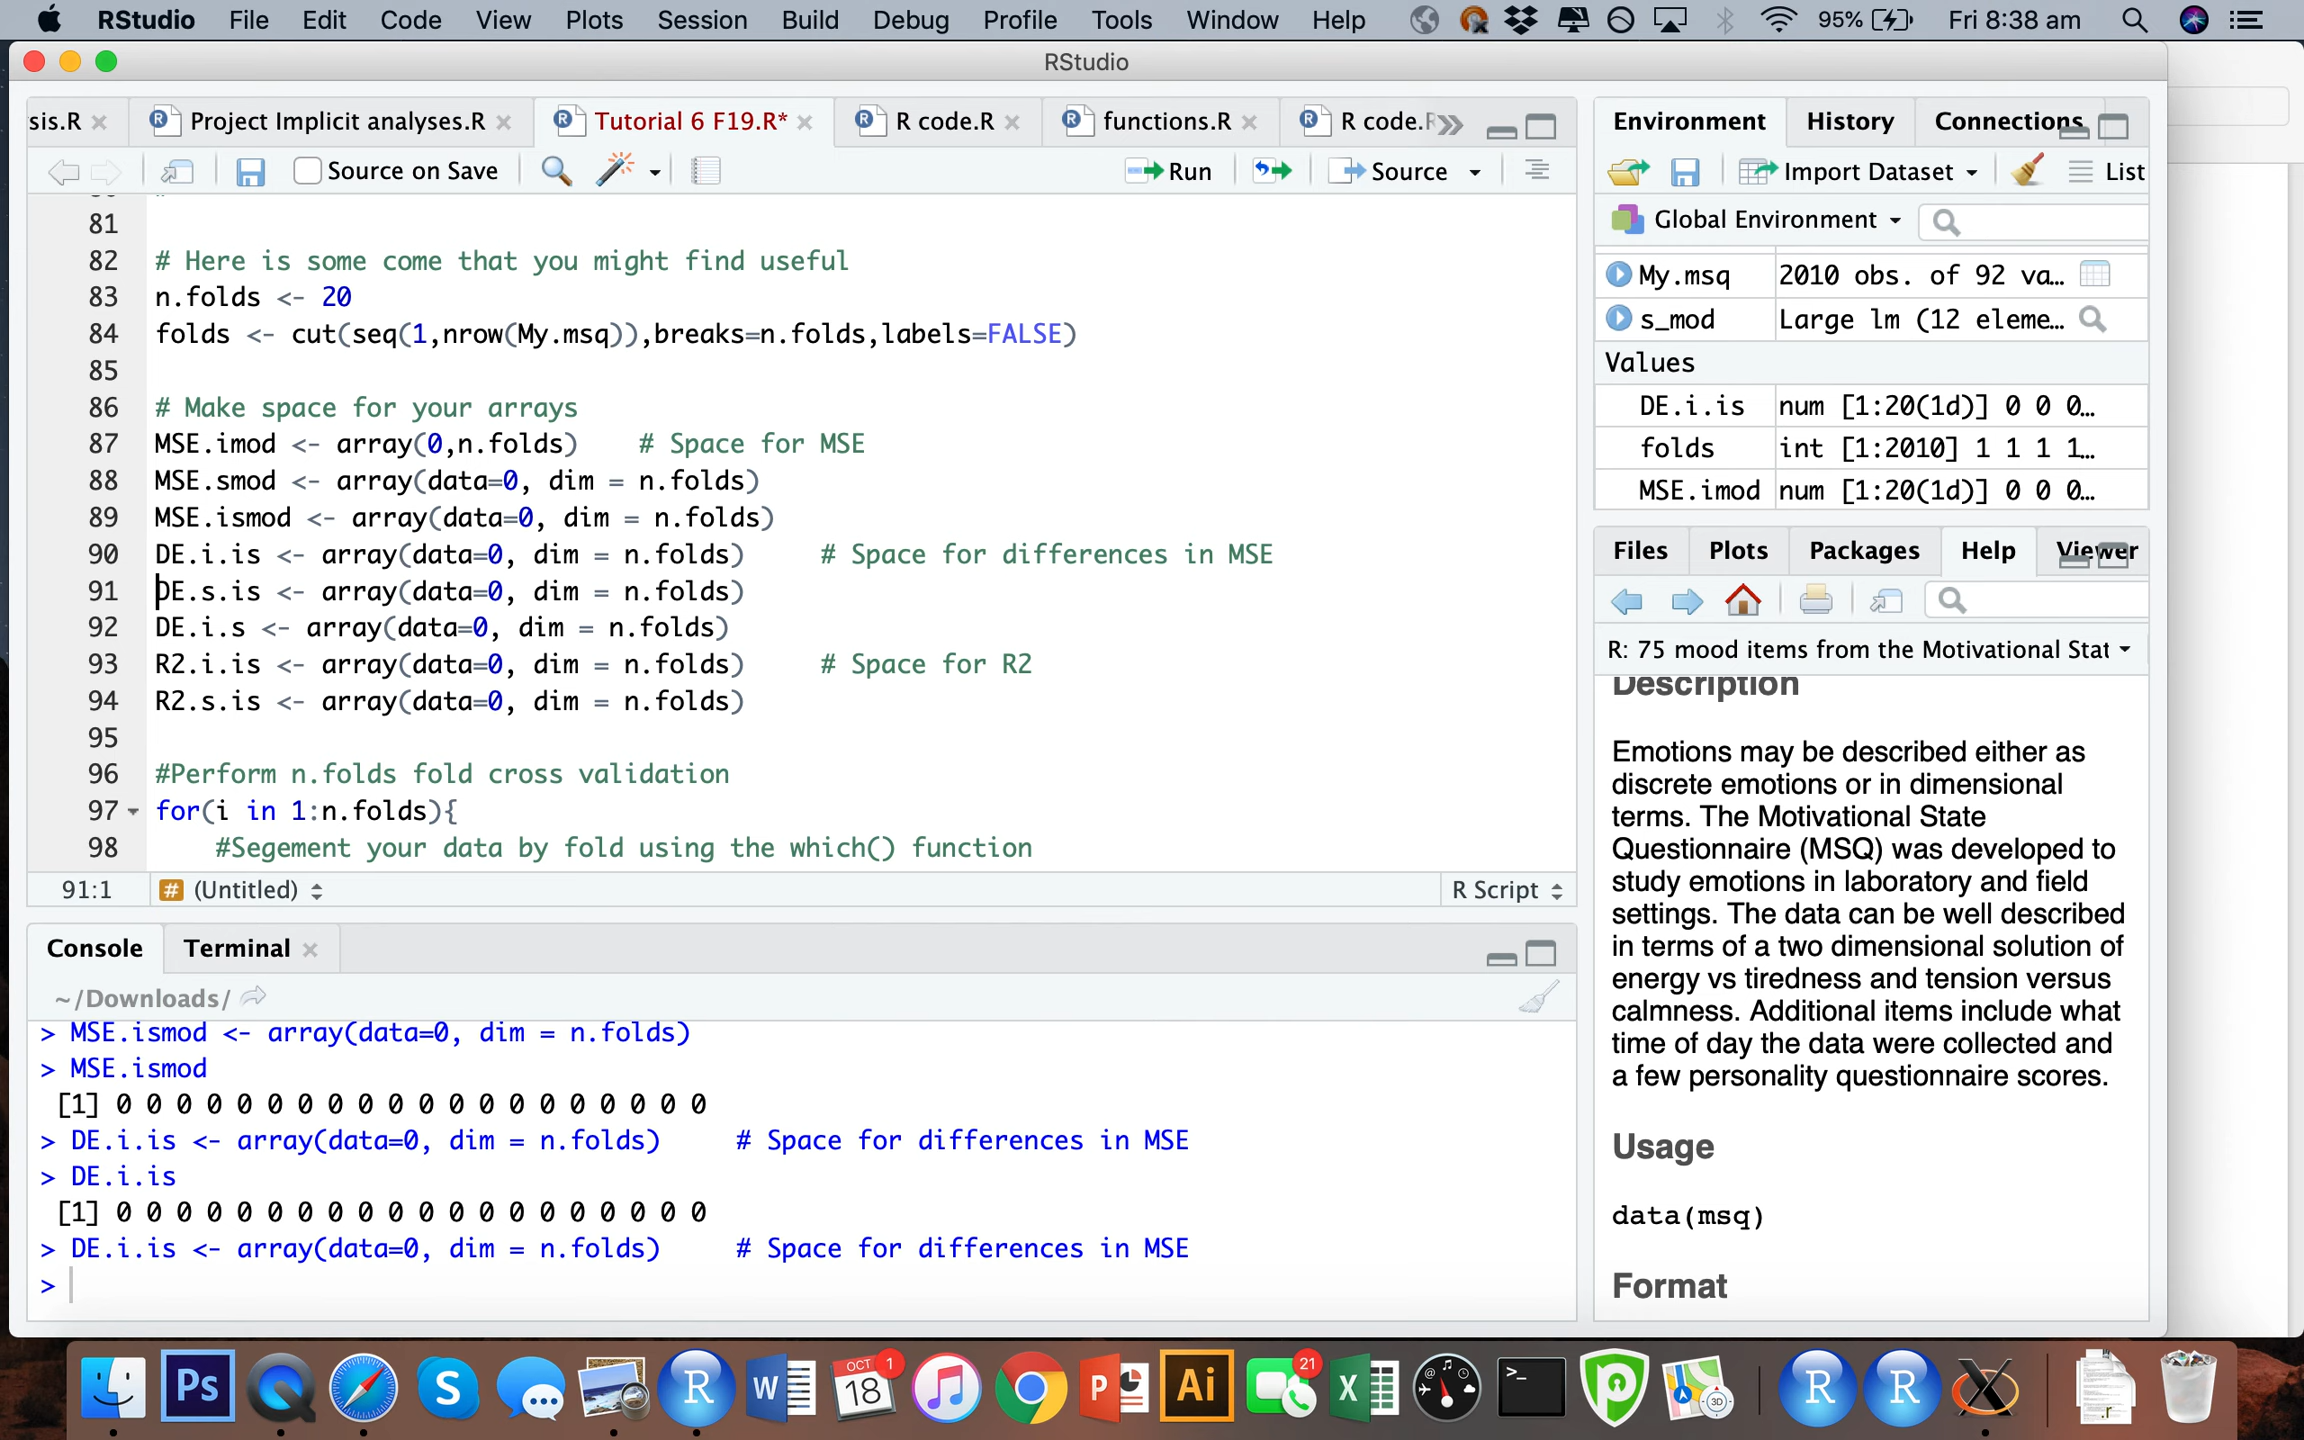 RStudio File Edit Code View Plots Session Build Debug Profile Tools Window Help 95% Fri 8:38 am
RStudio
sis.R Project Implicit analyses.R Tutorial 6 F19.R* R code.R functions.R R code.R
Source on Save Run Source
81
82 # Here is some come that you might find useful
83 n.folds <- 20
84 folds <- cut(seq(1,nrow(My.msq)),breaks=n.folds,labels=FALSE)
85
86 # Make space for your arrays
87 MSE.imod <- array(0,n.folds) # Space for MSE
88 MSE.smod <- array(data=0, dim = n.folds)
89 MSE.ismod <- array(data=0, dim = n.folds)
90 DE.i.is <- array(data=0, dim = n.folds) # Space for differences in MSE
91 DE.s.is <- array(data=0, dim = n.folds)
92 DE.i.s <- array(data=0, dim = n.folds)
93 R2.i.is <- array(data=0, dim = n.folds) # Space for R2
94 R2.s.is <- array(data=0, dim = n.folds)
95
96 #Perform n.folds fold cross validation
97 for(i in 1:n.folds){
98 #Segement your data by fold using the which() function
91:1 # (Untitled) R Script
Console Terminal
~/Downloads/
> MSE.ismod <- array(data=0, dim = n.folds)
> MSE.ismod
[1] 0 0 0 0 0 0 0 0 0 0 0 0 0 0 0 0 0 0 0 0
> DE.i.is <- array(data=0, dim = n.folds) # Space for differences in MSE
> DE.i.is
[1] 0 0 0 0 0 0 0 0 0 0 0 0 0 0 0 0 0 0 0 0
> DE.i.is <- array(data=0, dim = n.folds) # Space for differences in MSE
>
Environment History Connections
Import Dataset List
Global Environment
My.msq 2010 obs. of 92 va…
s_mod Large lm (12 eleme…
Values
DE.i.is num [1:20(1d)] 0 0 0…
folds int [1:2010] 1 1 1 1…
MSE.imod num [1:20(1d)] 0 0 0…
Files Plots Packages Help Viewer
R: 75 mood items from the Motivational Stat
Description
Emotions may be described either as
discrete emotions or in dimensional
terms. The Motivational State
Questionnaire (MSQ) was developed to
study emotions in laboratory and field
settings. The data can be well described
in terms of a two dimensional solution of
energy vs tiredness and tension versus
calmness. Additional items include what
time of day the data were collected and
a few personality questionnaire scores.
Usage
data(msq)
Format
Ps S R W OCT 18 1 P Ai 21 X >_ 3D R R X .r